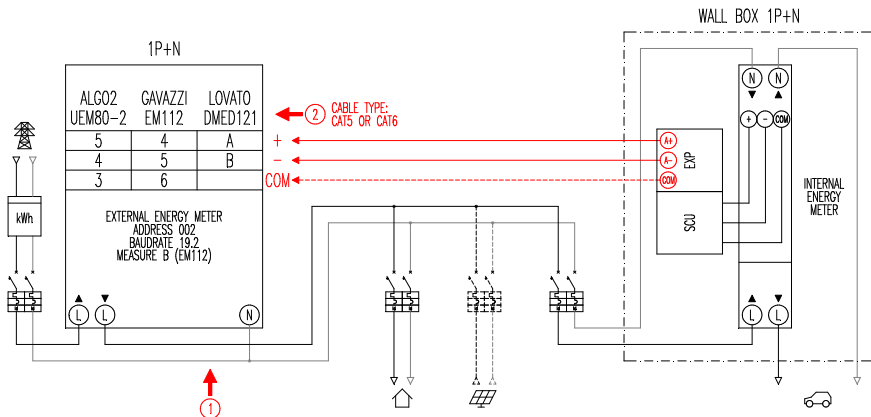 WALL BOX 1P+N
1P+N
ALGO2 GAVAZZI LOVATO
UEM80-2 EM112 DMED121
5 4 A +
4 5 B -
3 6 COM
2 CABLE TYPE:
CAT5 OR CAT6
EXTERNAL ENERGY METER
ADDRESS 002
BAUDRATE 19.2
MEASURE B (EM112)
L L N
kWh
1
A+
A-
COM
EXP
SCU
N N
+ - COM
INTERNAL
ENERGY
METER
L L